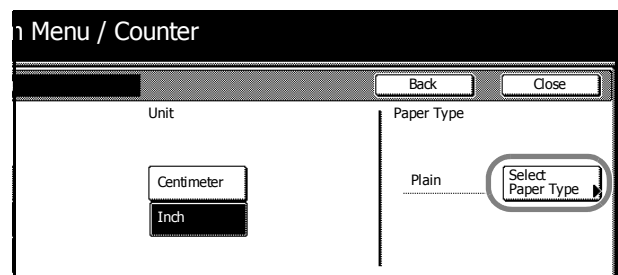 n Menu / Counter
Back Close
Unit Paper Type
Centimeter
Inch
Plain
Select
Paper Type